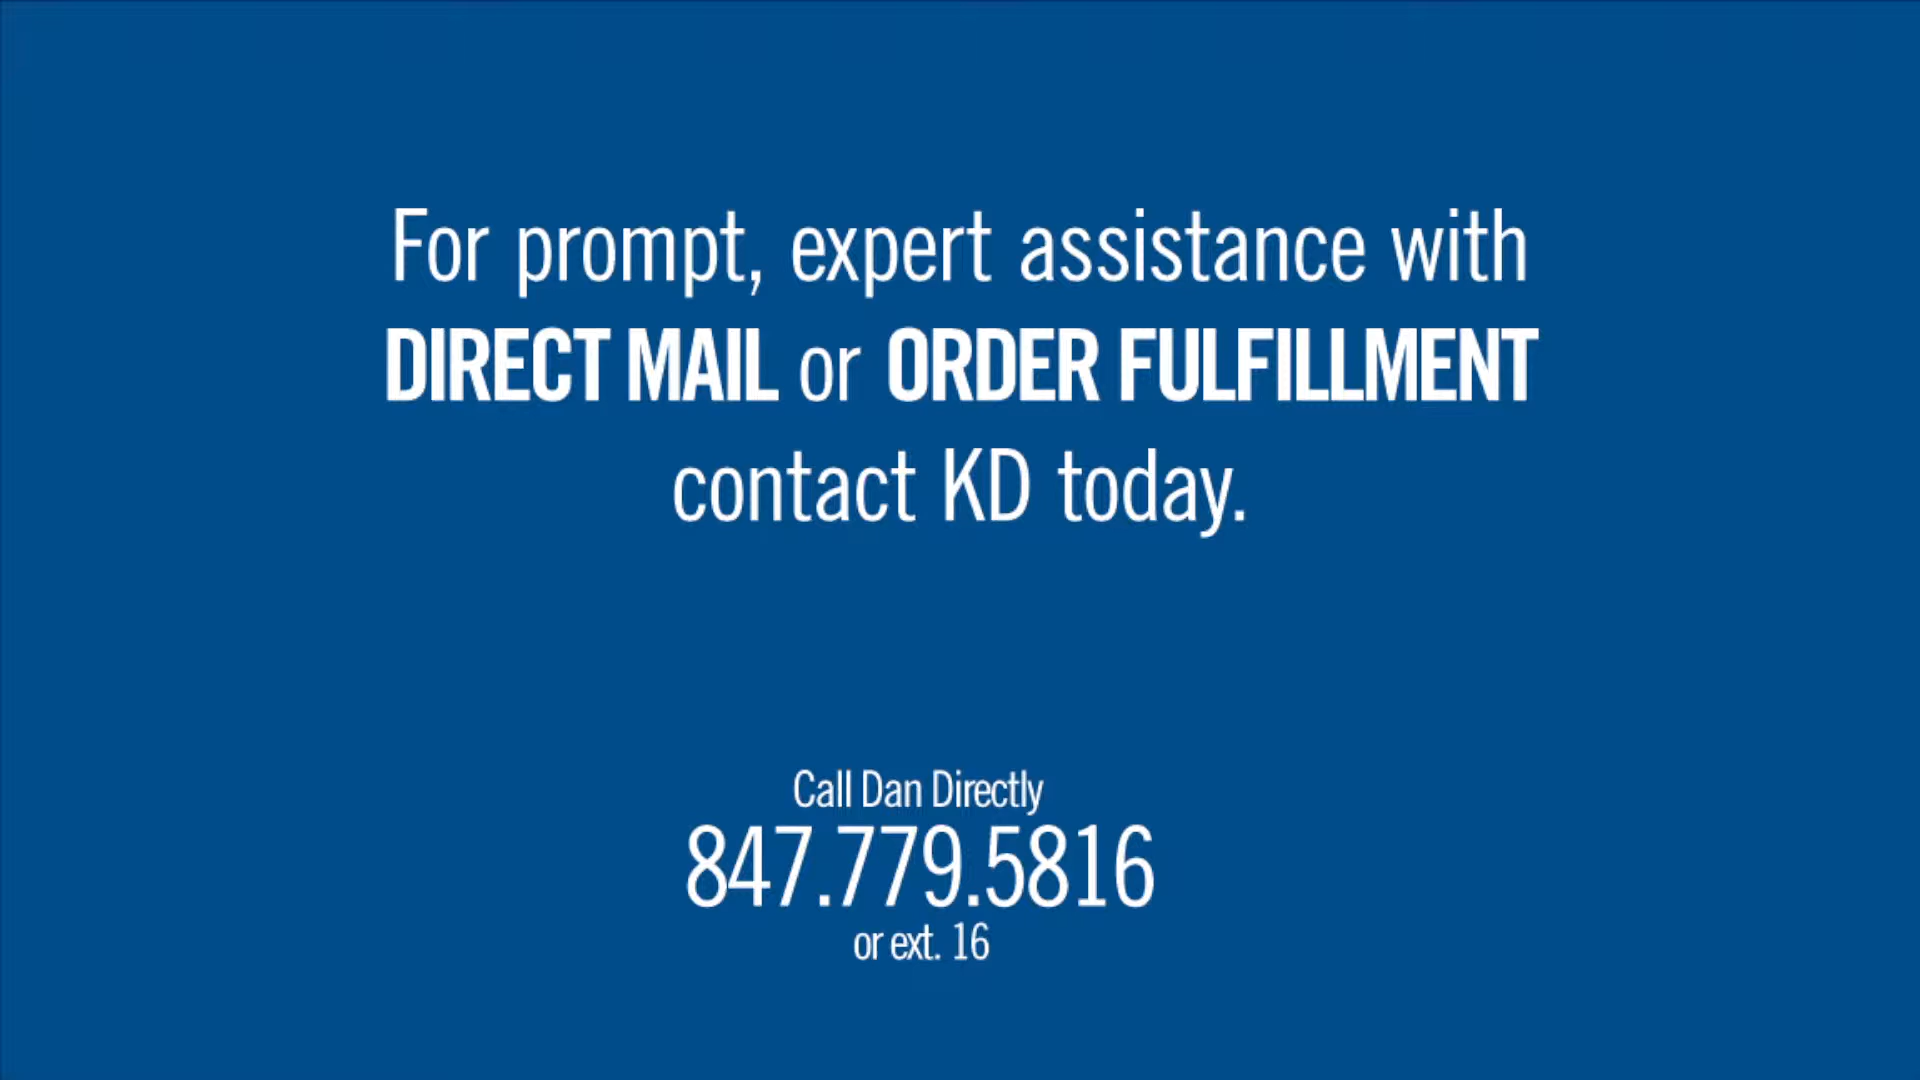 For prompt, expert assistance with
DIRECT MAIL or ORDER FULFILLMENT
contact KD today.
Call Dan Directly
847.779.5816
or ext. 16